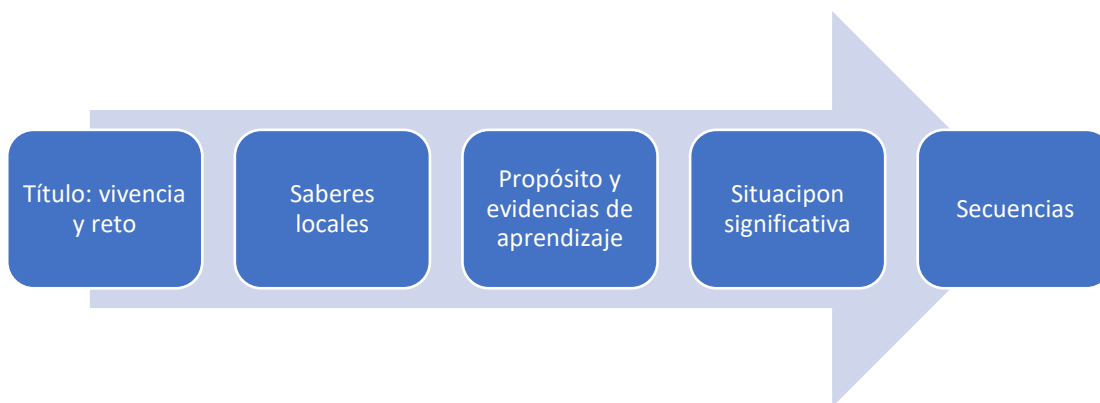 Título: vivencia
y reto
Saberes
locales
Propósito y
evidencias de
aprendizaje
Situacipon
significativa
Secuencias